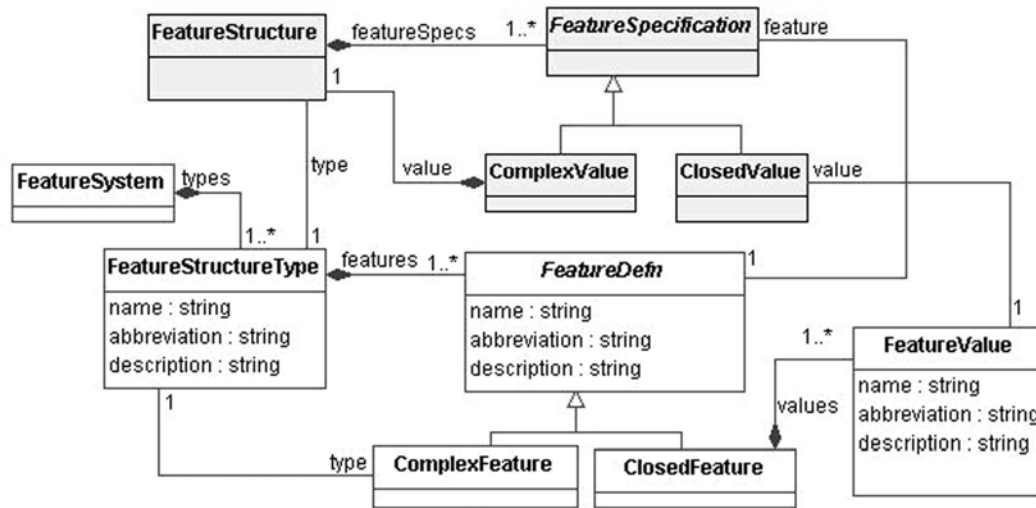 FeatureStructure
featureSpecs
1..*
FeatureSpecification
feature
1
type
value
ComplexValue
ClosedValue
value
FeatureSystem
types
1..*
1
FeatureStructureType
name : string
abbreviation : string
description : string
features
1..*
FeatureDefn
name : string
abbreviation : string
description : string
1
1
FeatureValue
name : string
abbreviation : string
description : string
1..*
values
1
type
ComplexFeature
ClosedFeature